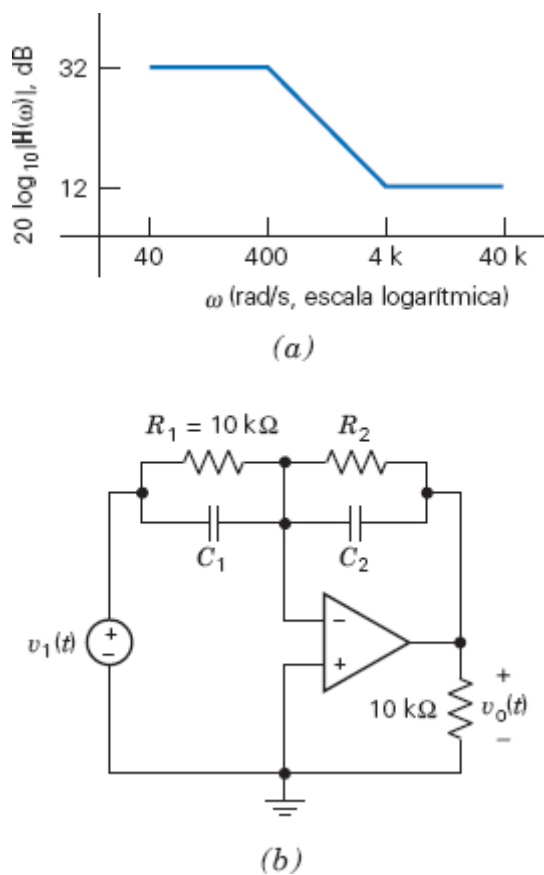 20 log₁₀|H(ω)|, dB
32
12
40 400 4 k 40 k
ω (rad/s, escala logarítmica)
(a)
R₁ = 10 kΩ R₂
C₁ C₂
v₁(t) + −
−
+
10 kΩ + vₒ(t) −
(b)